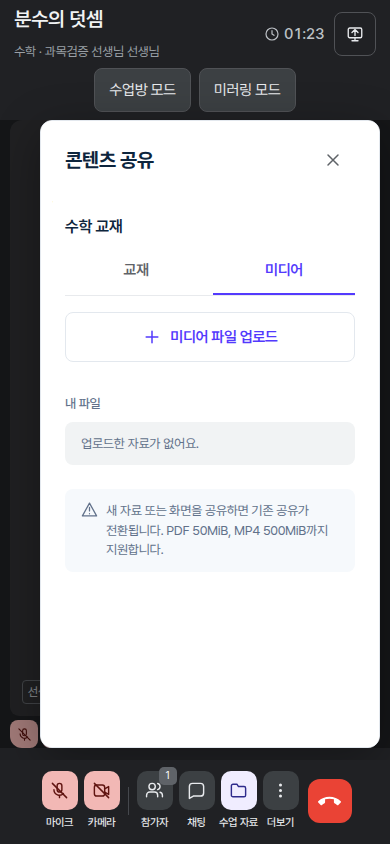 분수의 덧셈
수학 · 과목검증 선생님 선생님
01:23
수업방 모드
미러링 모드
콘텐츠 공유
수학 교재
교재
미디어
미디어 파일 업로드
내 파일
업로드한 자료가 없어요.
새 자료 또는 화면을 공유하면 기존 공유가
전환됩니다. PDF 50MiB, MP4 500MiB까지
지원합니다.
1
마이크
카메라
참가자
채팅
수업 자료
더보기